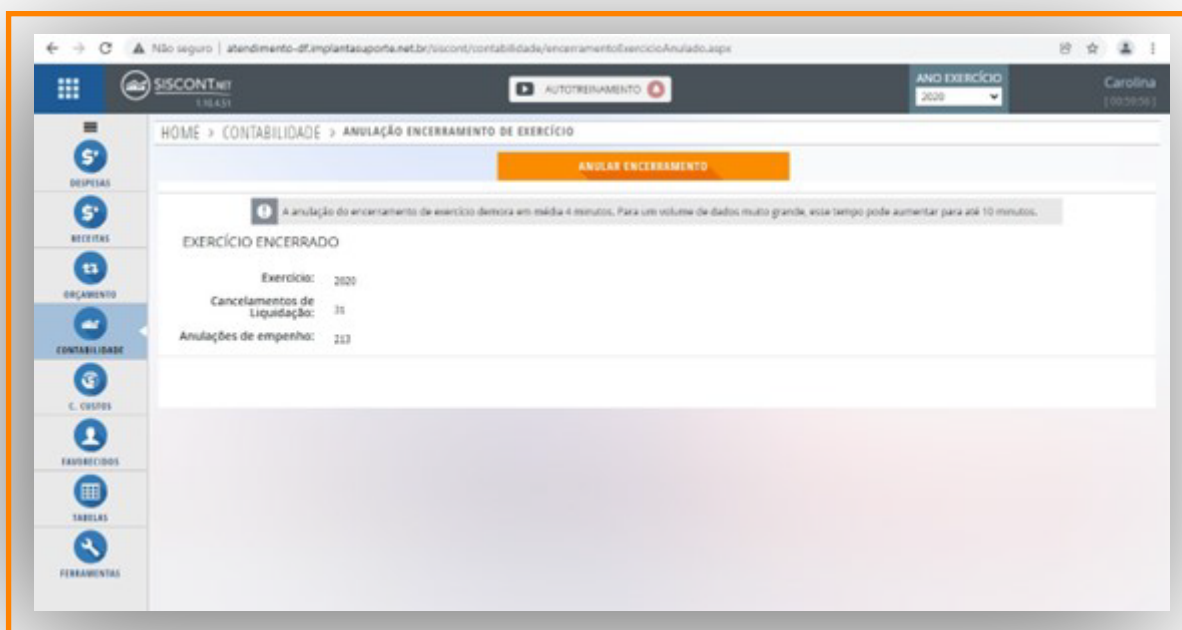 Não seguro | atendimento-df.implantasuporte.net.br/siscont/contabilidade/encerramentoExercicioAnulado.aspx
SISCONT.NET
AUTOTREINAMENTO
ANO EXERCÍCIO
2020
Carolina
HOME > CONTABILIDADE > ANULAÇÃO ENCERRAMENTO DE EXERCÍCIO
ANULAR ENCERRAMENTO
A anulação do encerramento de exercício demora em média 4 minutos. Para um volume de dados muito grande, esse tempo pode aumentar para até 10 minutos.
EXERCÍCIO ENCERRADO
Exercício: 2020
Cancelamentos de
Liquidação: 31
Anulações de empenho: 213
DESPESAS
RECEITAS
ORÇAMENTO
CONTABILIDADE
C. CUSTOS
FAVORECIDOS
TABELAS
FERRAMENTAS